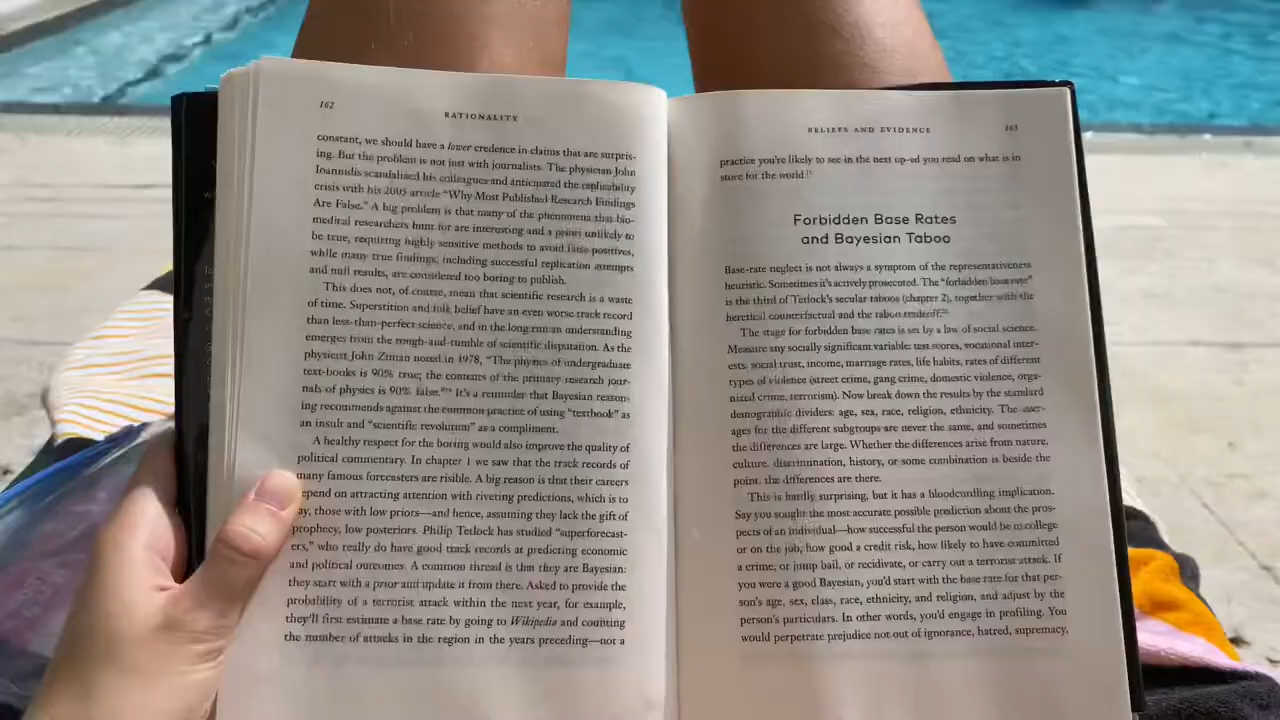 162
RATIONALITY
constant, we should have a lower credence in claims that are surpris-
ing. But the problem is not just with journalists. The physician John
Ioannidis scandalized his colleagues and anticipated the replicability
crisis with his 2005 article “Why Most Published Research Findings
Are False.” A big problem is that many of the phenomena that bio-
medical researchers hunt for are interesting and a priori unlikely to
be true, requiring highly sensitive methods to avoid false positives,
while many true findings, including successful replication attempts
and null results, are considered too boring to publish.
This does not, of course, mean that scientific research is a waste
of time. Superstition and folk belief have an even worse track record
than less-than-perfect science, and in the long run an understanding
emerges from the rough-and-tumble of scientific disputation. As the
physicist John Ziman noted in 1978, “The physics of undergraduate
text-books is 90% true; the contents of the primary research jour-
nals of physics is 90% false.” It’s a reminder that Bayesian reason-
ing recommends against the common practice of using “textbook” as
an insult and “scientific revolution” as a compliment.
A healthy respect for the boring would also improve the quality of
political commentary. In chapter 1 we saw that the track records of
many famous forecasters are risible. A big reason is that their careers
epend on attracting attention with riveting predictions, which is to
ay, those with low priors—and hence, assuming they lack the gift of
prophecy, low posteriors. Philip Tetlock has studied “superforecast-
ers,” who really do have good track records at predicting economic
and political outcomes. A common thread is that they are Bayesian:
they start with a prior and update it from there. Asked to provide the
probability of a terrorist attack within the next year, for example,
they’ll first estimate a base rate by going to Wikipedia and counting
the number of attacks in the region in the years preceding—not a
BELIEFS AND EVIDENCE
163
practice you’re likely to see in the next op-ed you read on what is in
store for the world.
Forbidden Base Rates
and Bayesian Taboo
Base-rate neglect is not always a symptom of the representativeness
heuristic. Sometimes it’s actively prosecuted. The “forbidden base rate”
is the third of Tetlock’s secular taboos (chapter 2), together with the
heretical counterfactual and the taboo tradeoff.
The stage for forbidden base rates is set by a law of social science.
Measure any socially significant variable: test scores, vocational inter-
ests, social trust, income, marriage rates, life habits, rates of different
types of violence (street crime, gang crime, domestic violence, orga-
nized crime, terrorism). Now break down the results by the standard
demographic dividers: age, sex, race, religion, ethnicity. The aver-
ages for the different subgroups are never the same, and sometimes
the differences are large. Whether the differences arise from nature,
culture, discrimination, history, or some combination is beside the
point: the differences are there.
This is hardly surprising, but it has a bloodcurdling implication.
Say you sought the most accurate possible prediction about the pros-
pects of an individual—how successful the person would be in college
or on the job, how good a credit risk, how likely to have committed
a crime, or jump bail, or recidivate, or carry out a terrorist attack. If
you were a good Bayesian, you’d start with the base rate for that per-
son’s age, sex, class, race, ethnicity, and religion, and adjust by the
person’s particulars. In other words, you’d engage in profiling. You
would perpetrate prejudice not out of ignorance, hatred, supremacy,